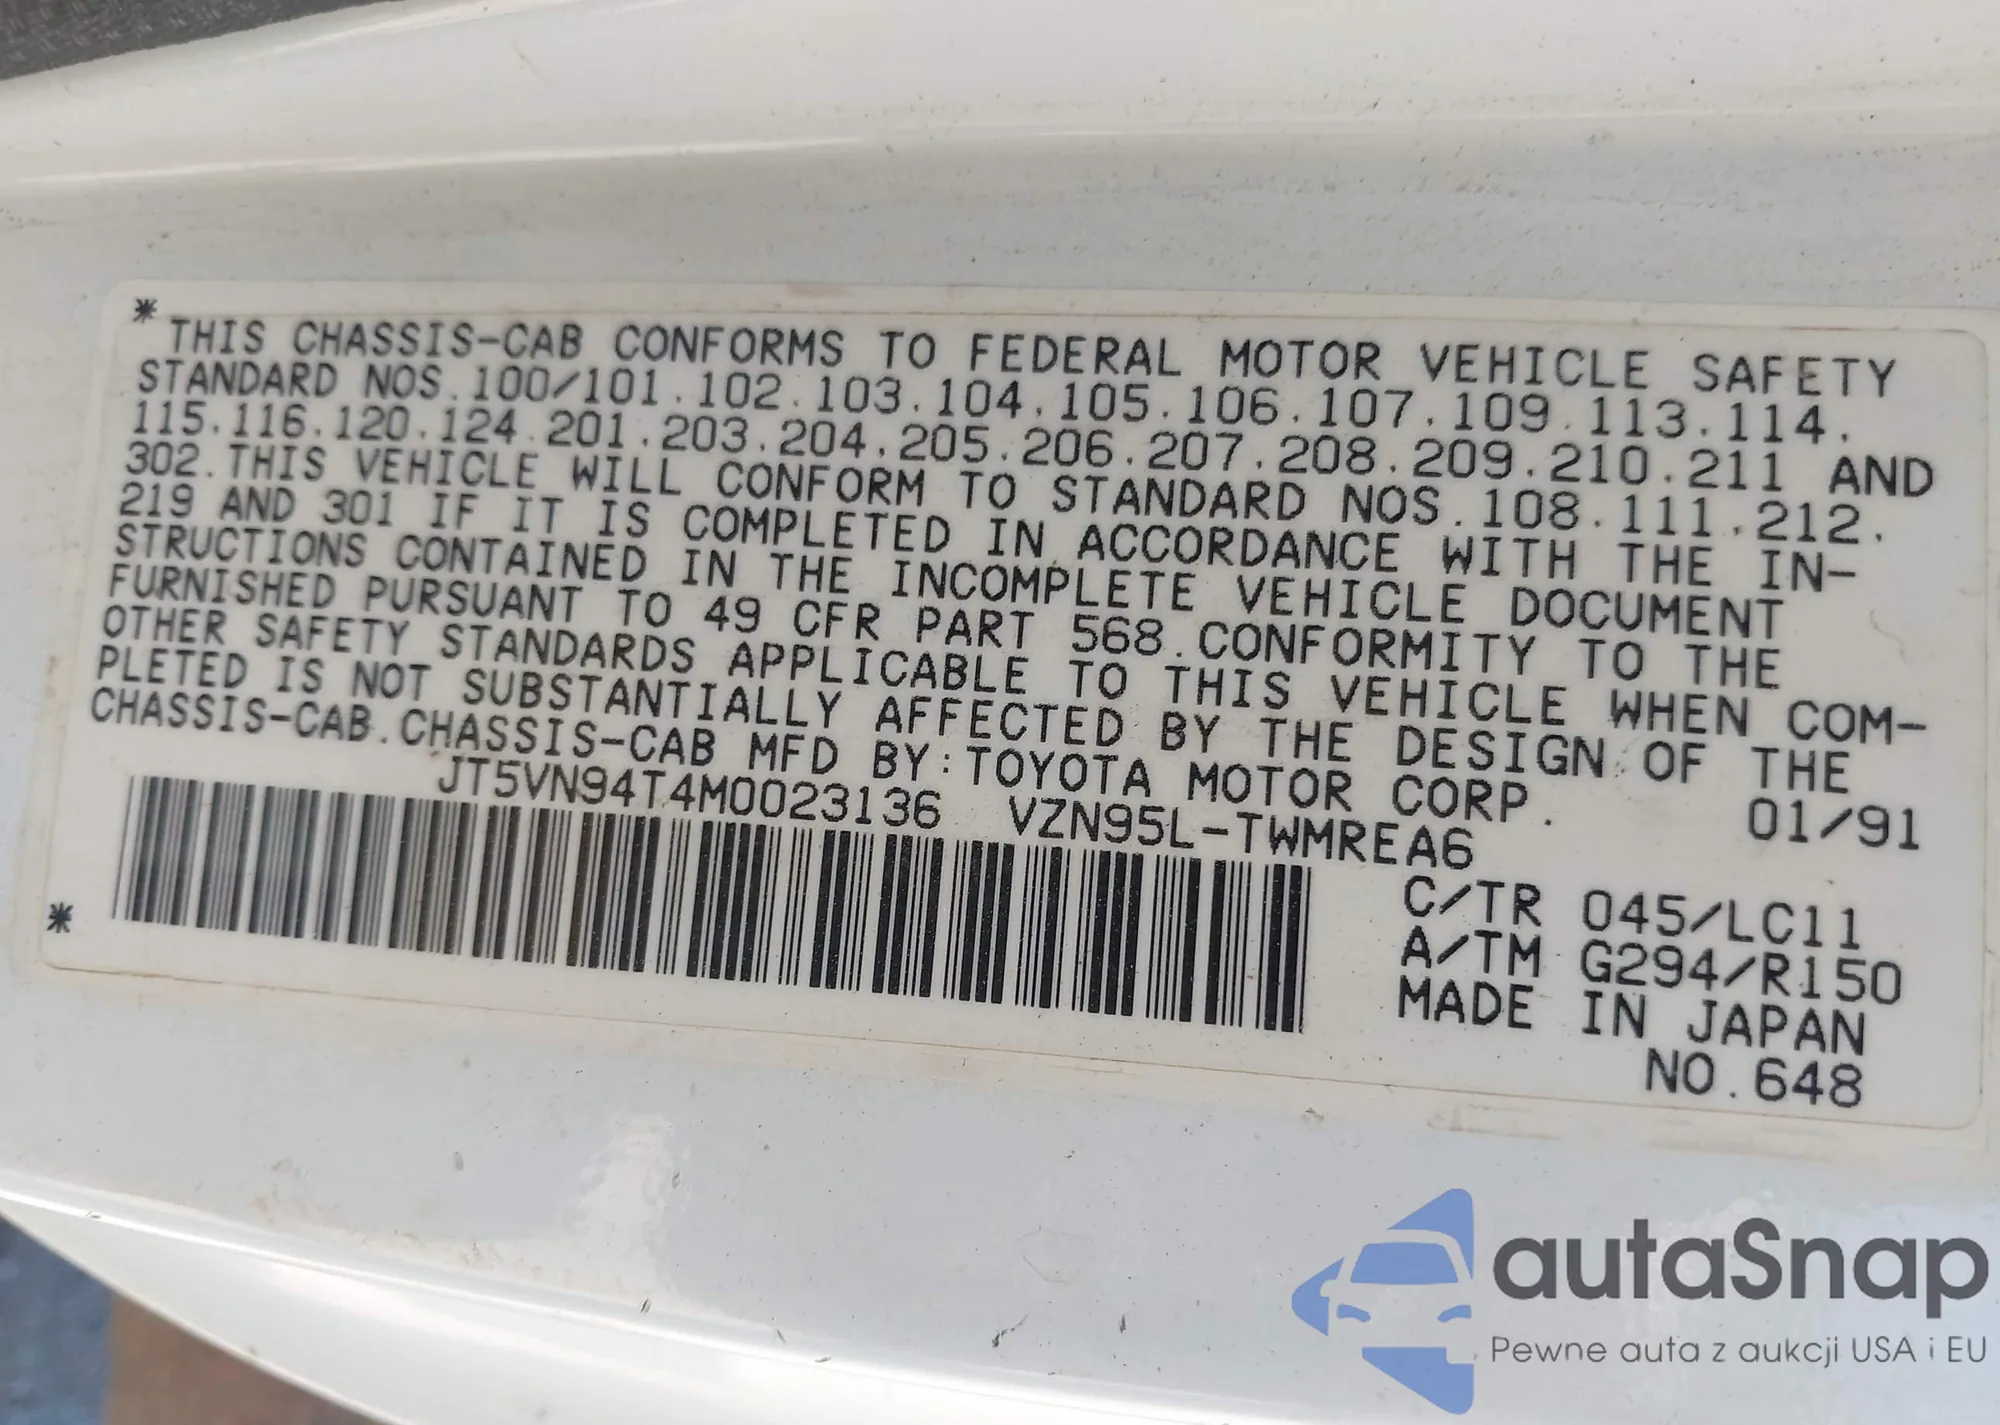 * THIS CHASSIS-CAB CONFORMS TO FEDERAL MOTOR VEHICLE SAFETY
STANDARD NOS.100/101.102.103.104.105.106.107.109.113.114.
115.116.120.124.201.203.204.205.206.207.208.209.210.211 AND
302.THIS VEHICLE WILL CONFORM TO STANDARD NOS.108.111.212.
219 AND 301 IF IT IS COMPLETED IN ACCORDANCE WITH THE IN-
STRUCTIONS CONTAINED IN THE INCOMPLETE VEHICLE DOCUMENT
FURNISHED PURSUANT TO 49 CFR PART 568.CONFORMITY TO THE
OTHER SAFETY STANDARDS APPLICABLE TO THIS VEHICLE WHEN COM-
PLETED IS NOT SUBSTANTIALLY AFFECTED BY THE DESIGN OF THE
CHASSIS-CAB.CHASSIS-CAB MFD BY:TOYOTA MOTOR CORP. 01/91
JT5VN94T4M0023136 VZN95L-TWMREA6
C/TR 045/LC11
* A/TM G294/R150
MADE IN JAPAN
NO.648
autaSnap
Pewne auta z aukcji USA i EU